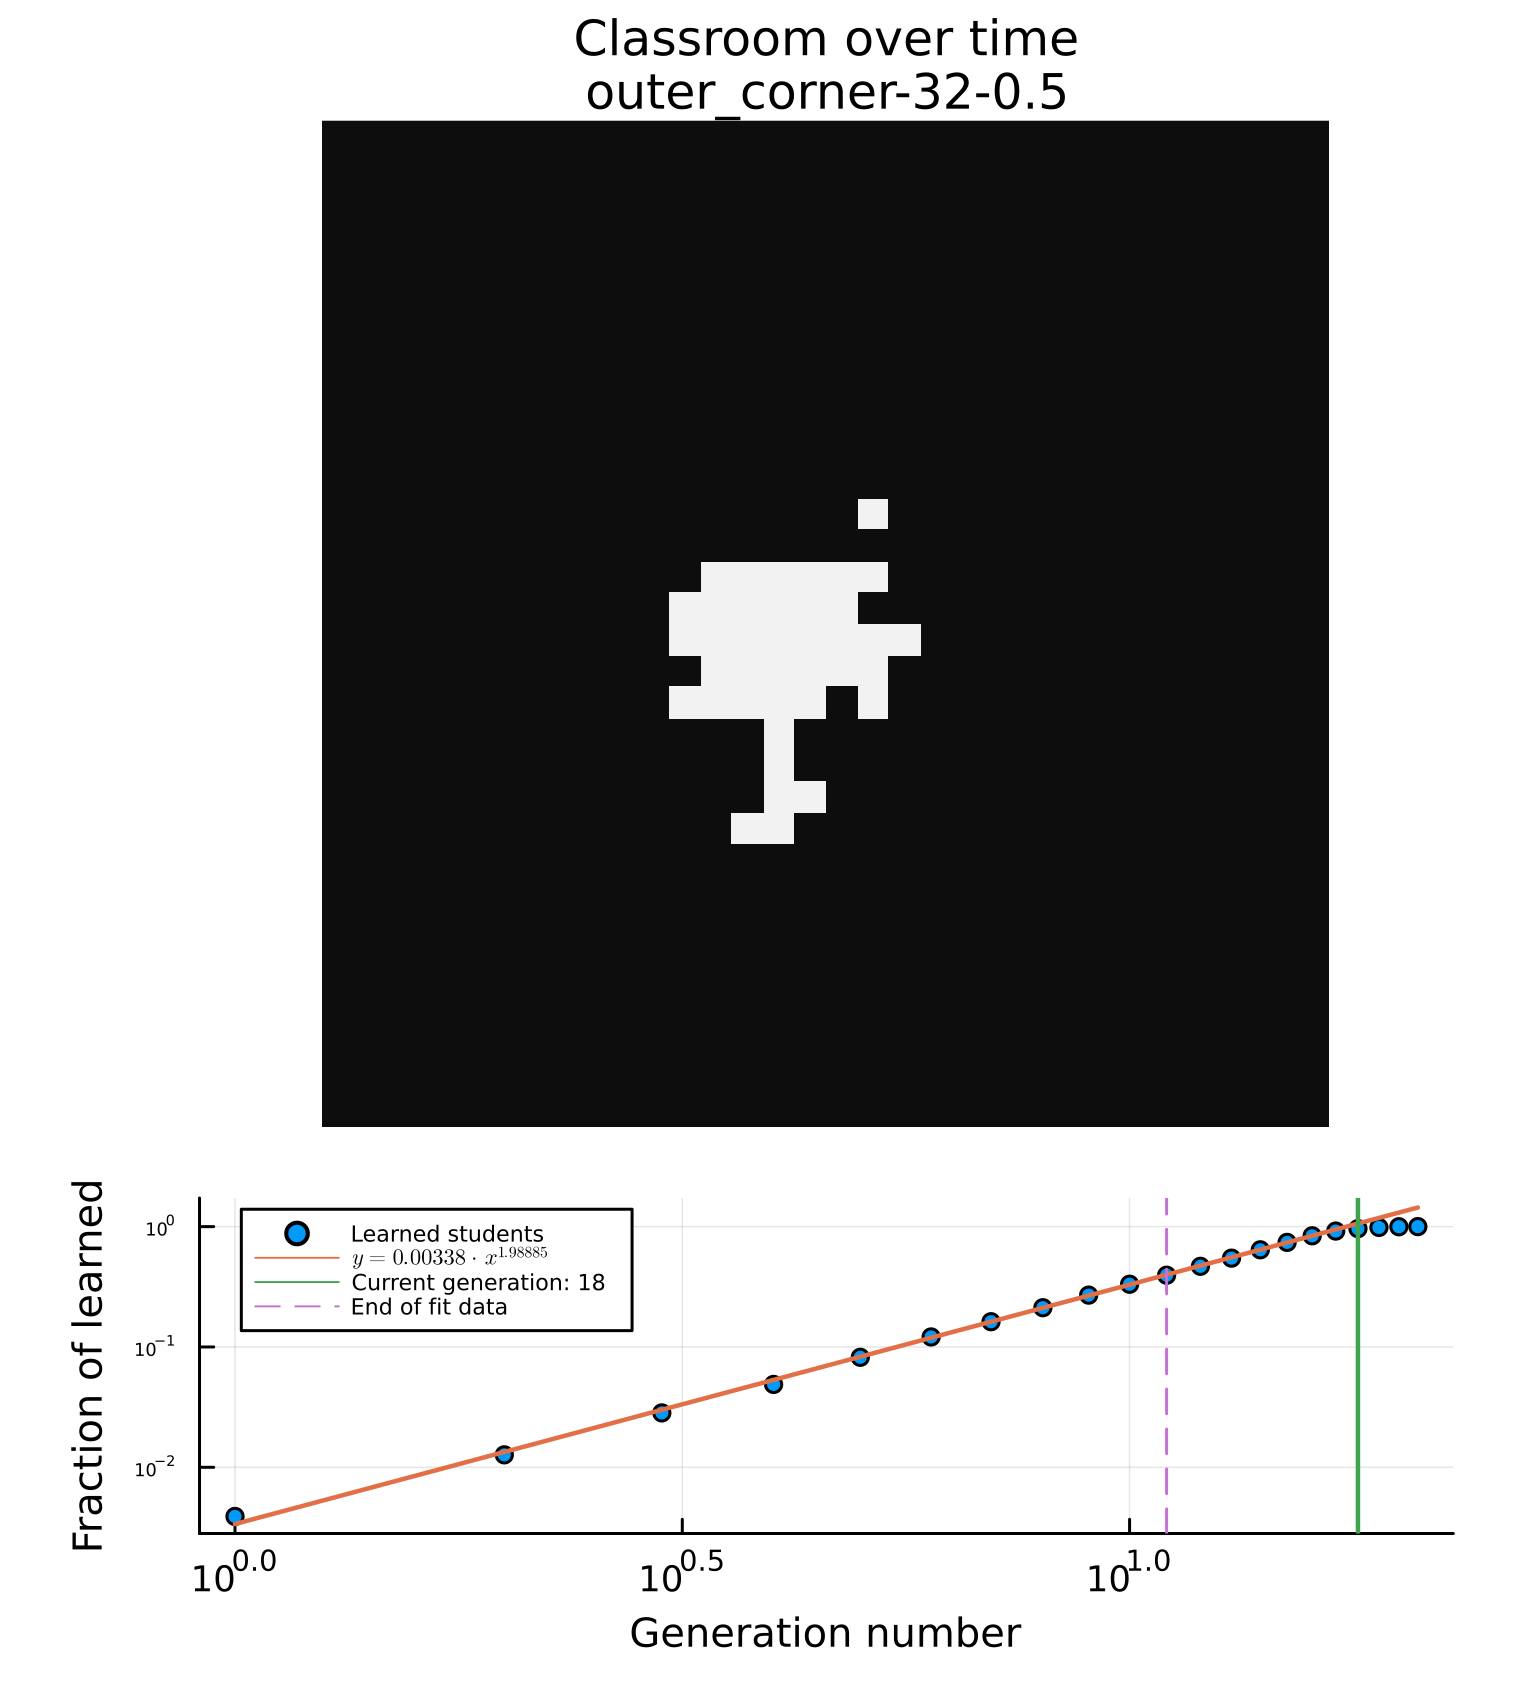 Classroom over time
outer_corner-32-0.5
Fraction of learned
10⁰
10⁻¹
10⁻²
Learned students
y = 0.00338 · x^1.98885
Current generation: 18
End of fit data
10^0.0
10^0.5
10^1.0
Generation number